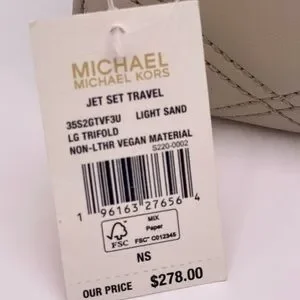 MICHAEL
MICHAEL KORS
JET SET TRAVEL
35S2GTVF3U LIGHT SAND
LG TRIFOLD
NON-LTHR VEGAN MATERIAL
S220-0002
1 96163 27656 4
FSC
MIX
Paper
FSC® C012345
NS
OUR PRICE $278.00